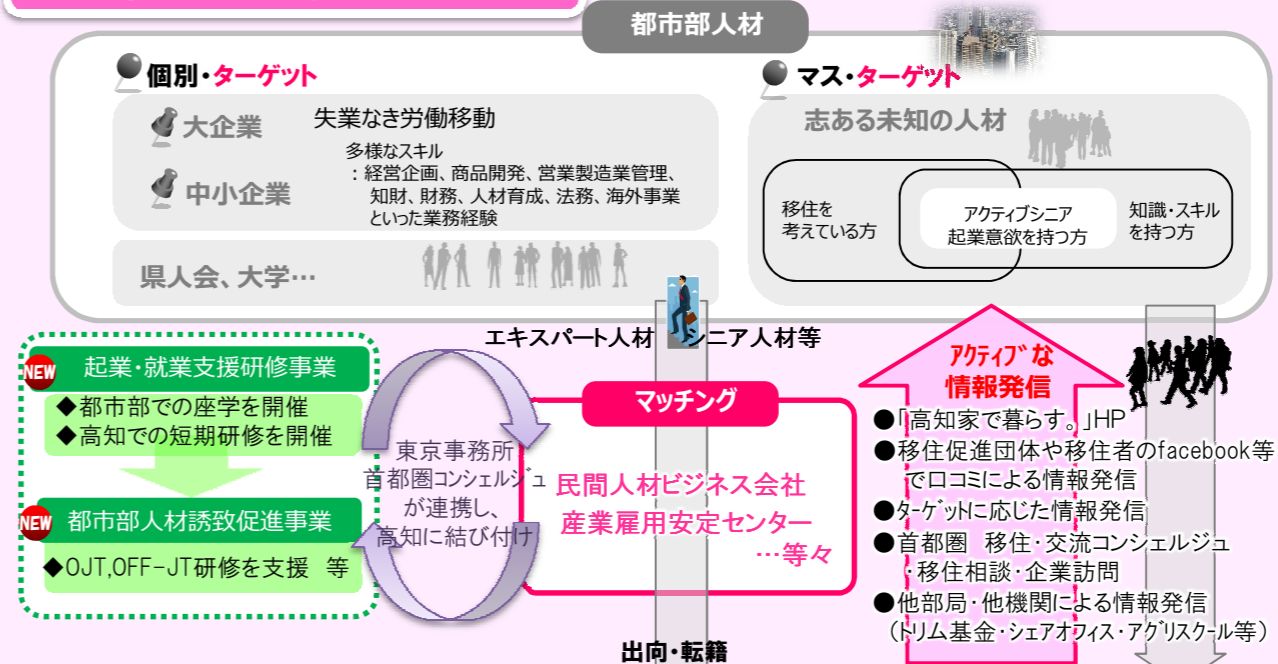 都市部人材
個別・ターゲット
大企業
失業なき労働移動
多様なスキル
：経営企画、商品開発、営業製造業管理、
知財、財務、人材育成、法務、海外事業
といった業務経験
中小企業
県人会、大学…
マス・ターゲット
志ある未知の人材
移住を
考えている方
アクティブシニア
起業意欲を持つ方
知識・スキル
を持つ方
エキスパート人材
シニア人材等
NEW
起業・就業支援研修事業
◆都市部での座学を開催
◆高知での短期研修を開催
NEW
都市部人材誘致促進事業
◆OJT,OFF-JT研修を支援　等
東京事務所
首都圏コンシェルジュ
が連携し、
高知に結び付け
マッチング
民間人材ビジネス会社
産業雇用安定センター
…等々
出向・転籍
ｱｸﾃｨﾌﾞな
情報発信
●「高知家で暮らす。」HP
●移住促進団体や移住者のfacebook等
で口コミによる情報発信
●ﾀｰｹﾞｯﾄに応じた情報発信
●首都圏　移住・交流コンシェルジュ
・移住相談・企業訪問
●他部局・他機関による情報発信
（トリム基金・シェアオフィス・アグリスクール等）